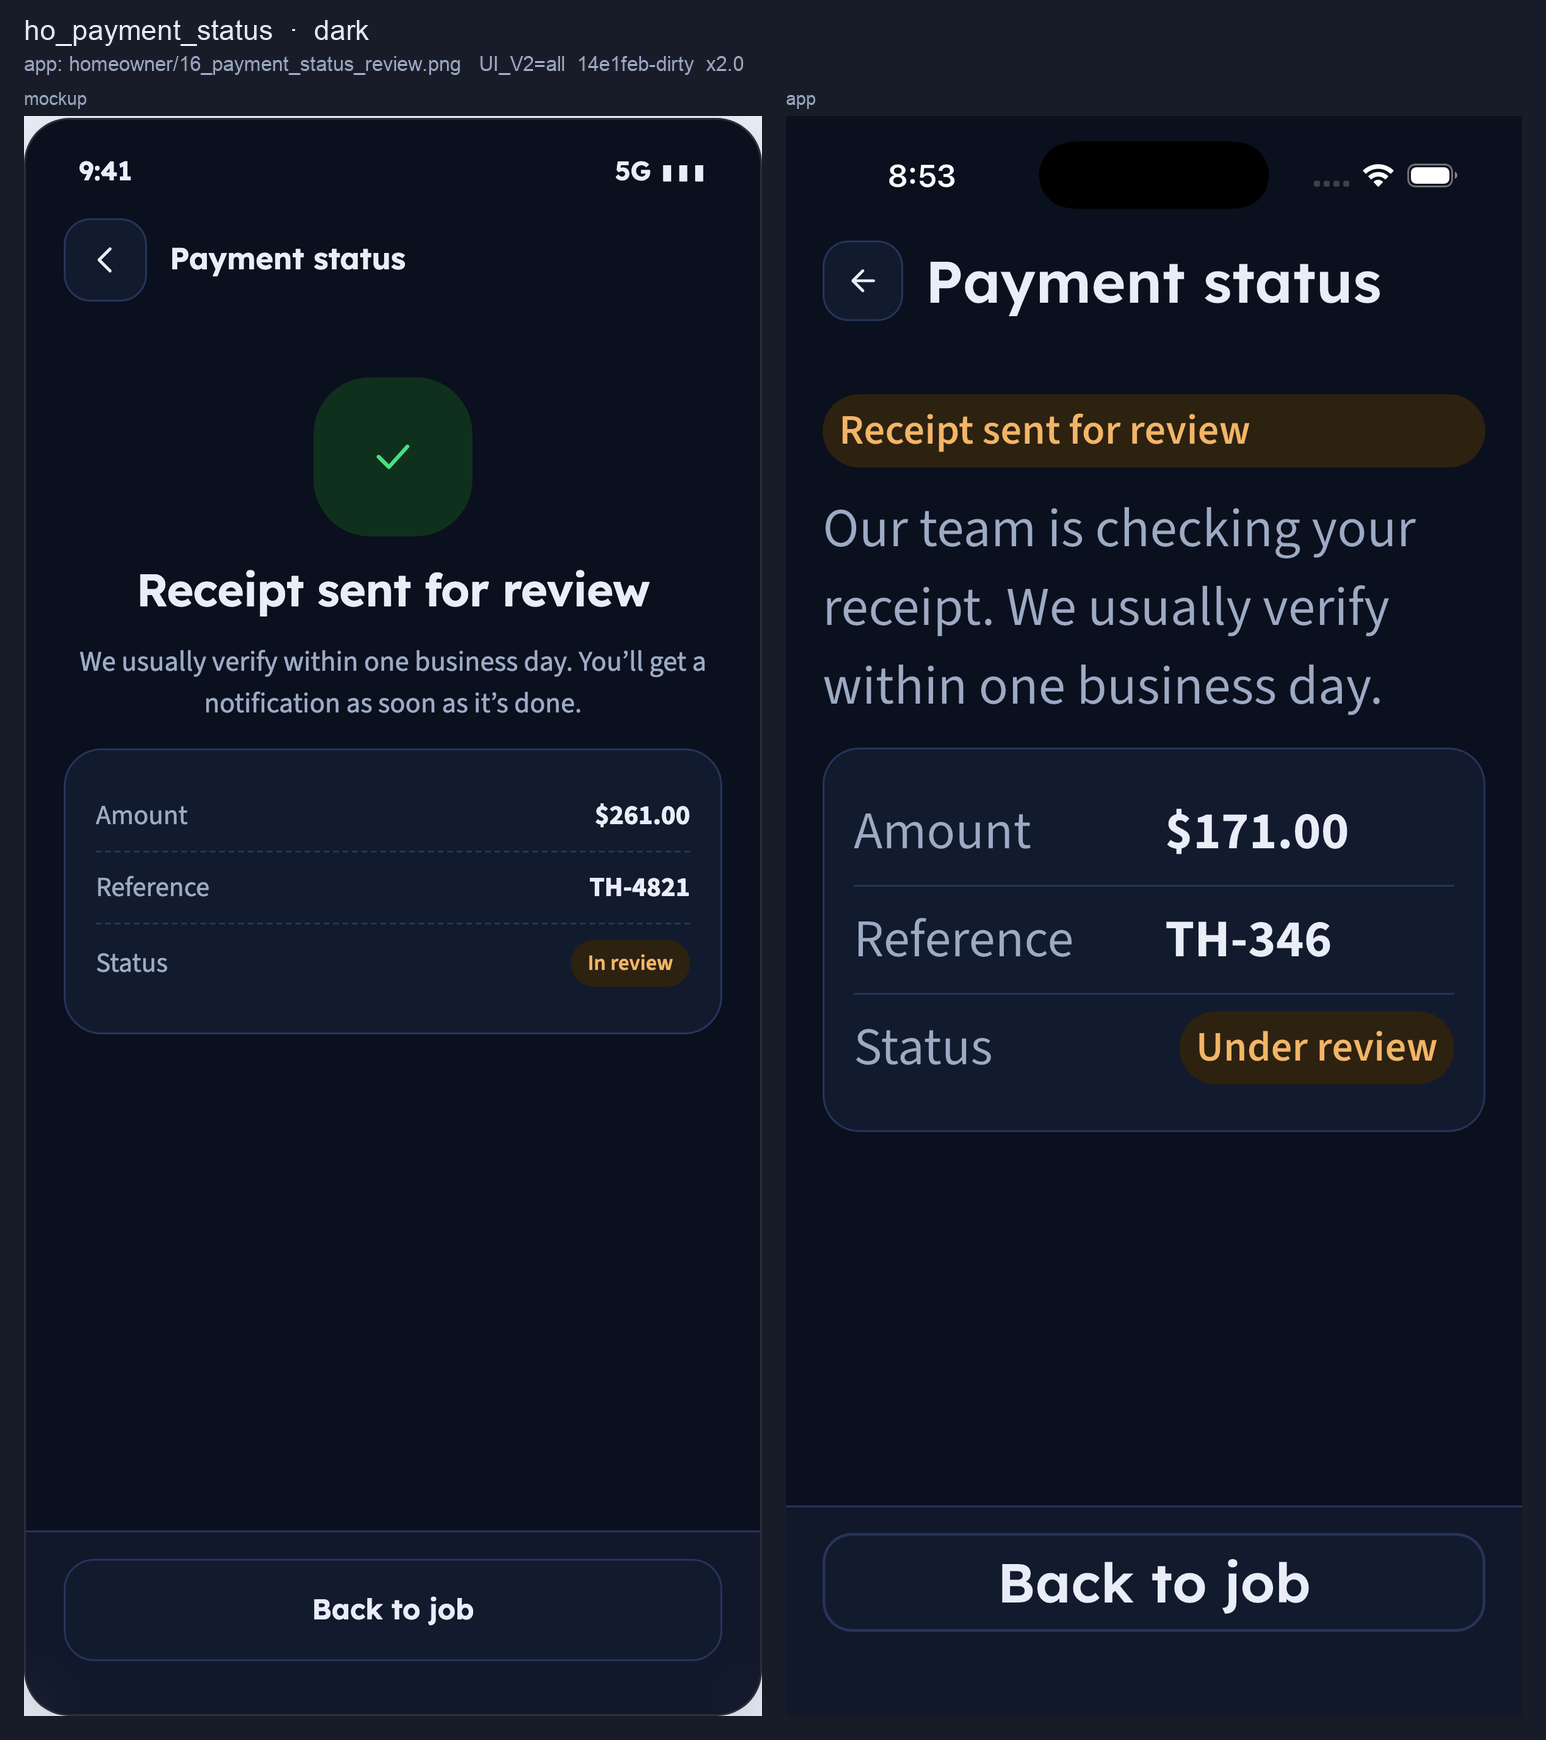 ho_payment_status · dark
app: homeowner/16_payment_status_review.png UI_V2=all 14e1feb-dirty x2.0
mockup
9:41
5G
Payment status
Receipt sent for review
We usually verify within one business day. You’ll get a
notification as soon as it’s done.
Amount $261.00
Reference TH-4821
Status In review
Back to job
app
8:53
Payment status
Receipt sent for review
Our team is checking your
receipt. We usually verify
within one business day.
Amount $171.00
Reference TH-346
Status Under review
Back to job